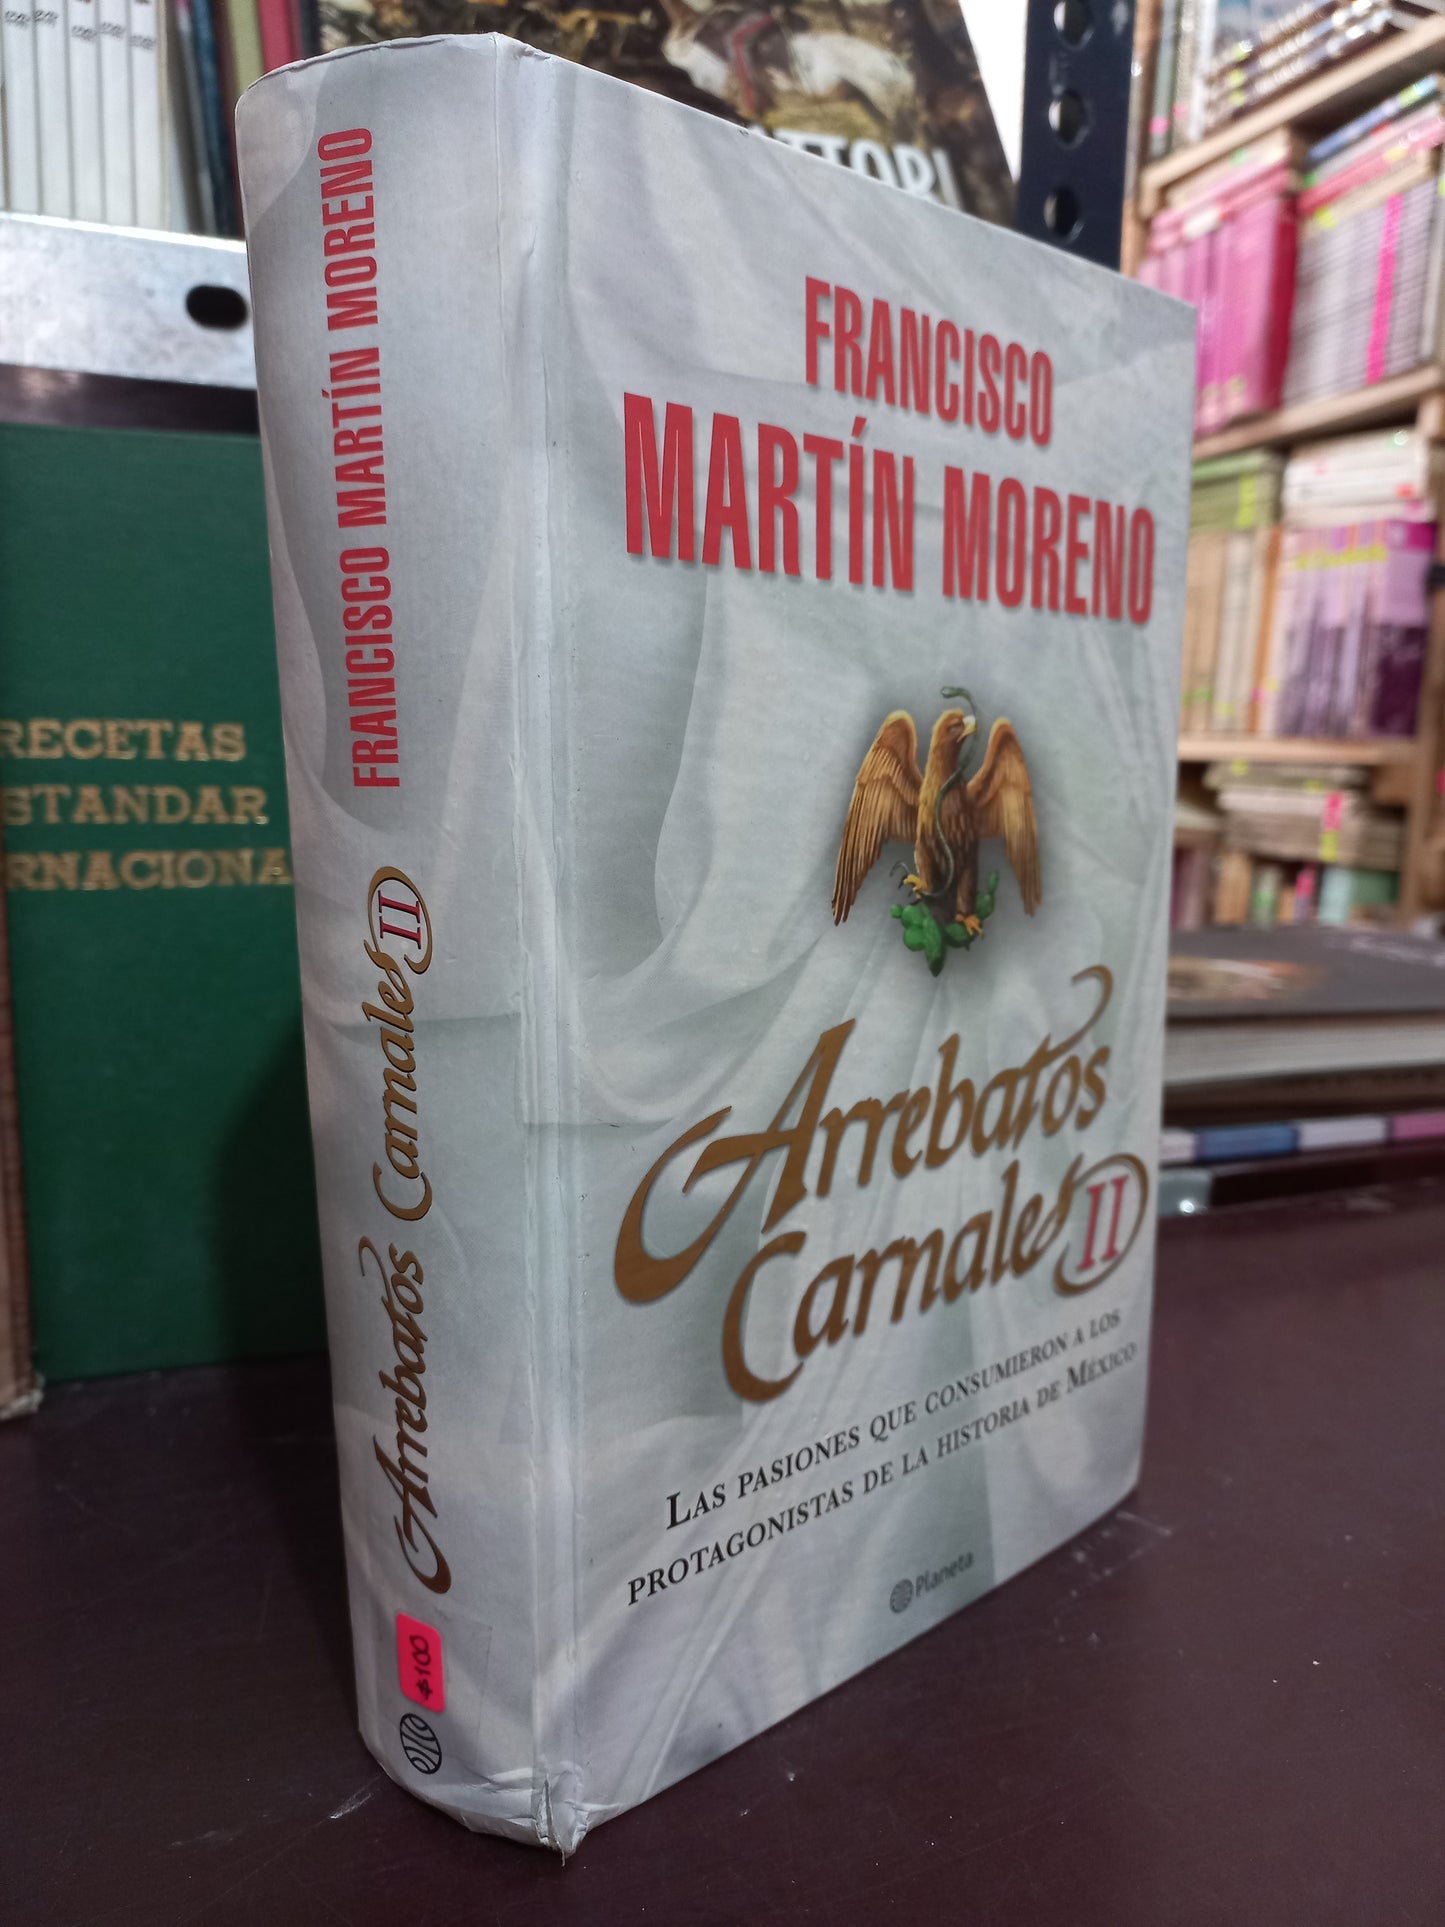 FRANCISCO MARTÍN MORENO
Arrebatos Carnales II
$100
FRANCISCO
MARTÍN MORENO
Arrebatos
Carnales II
LAS PASIONES QUE CONSUMIERON A LOS
PROTAGONISTAS DE LA HISTORIA DE MÉXICO
Planeta
RECETAS
STANDAR
RNACIONA